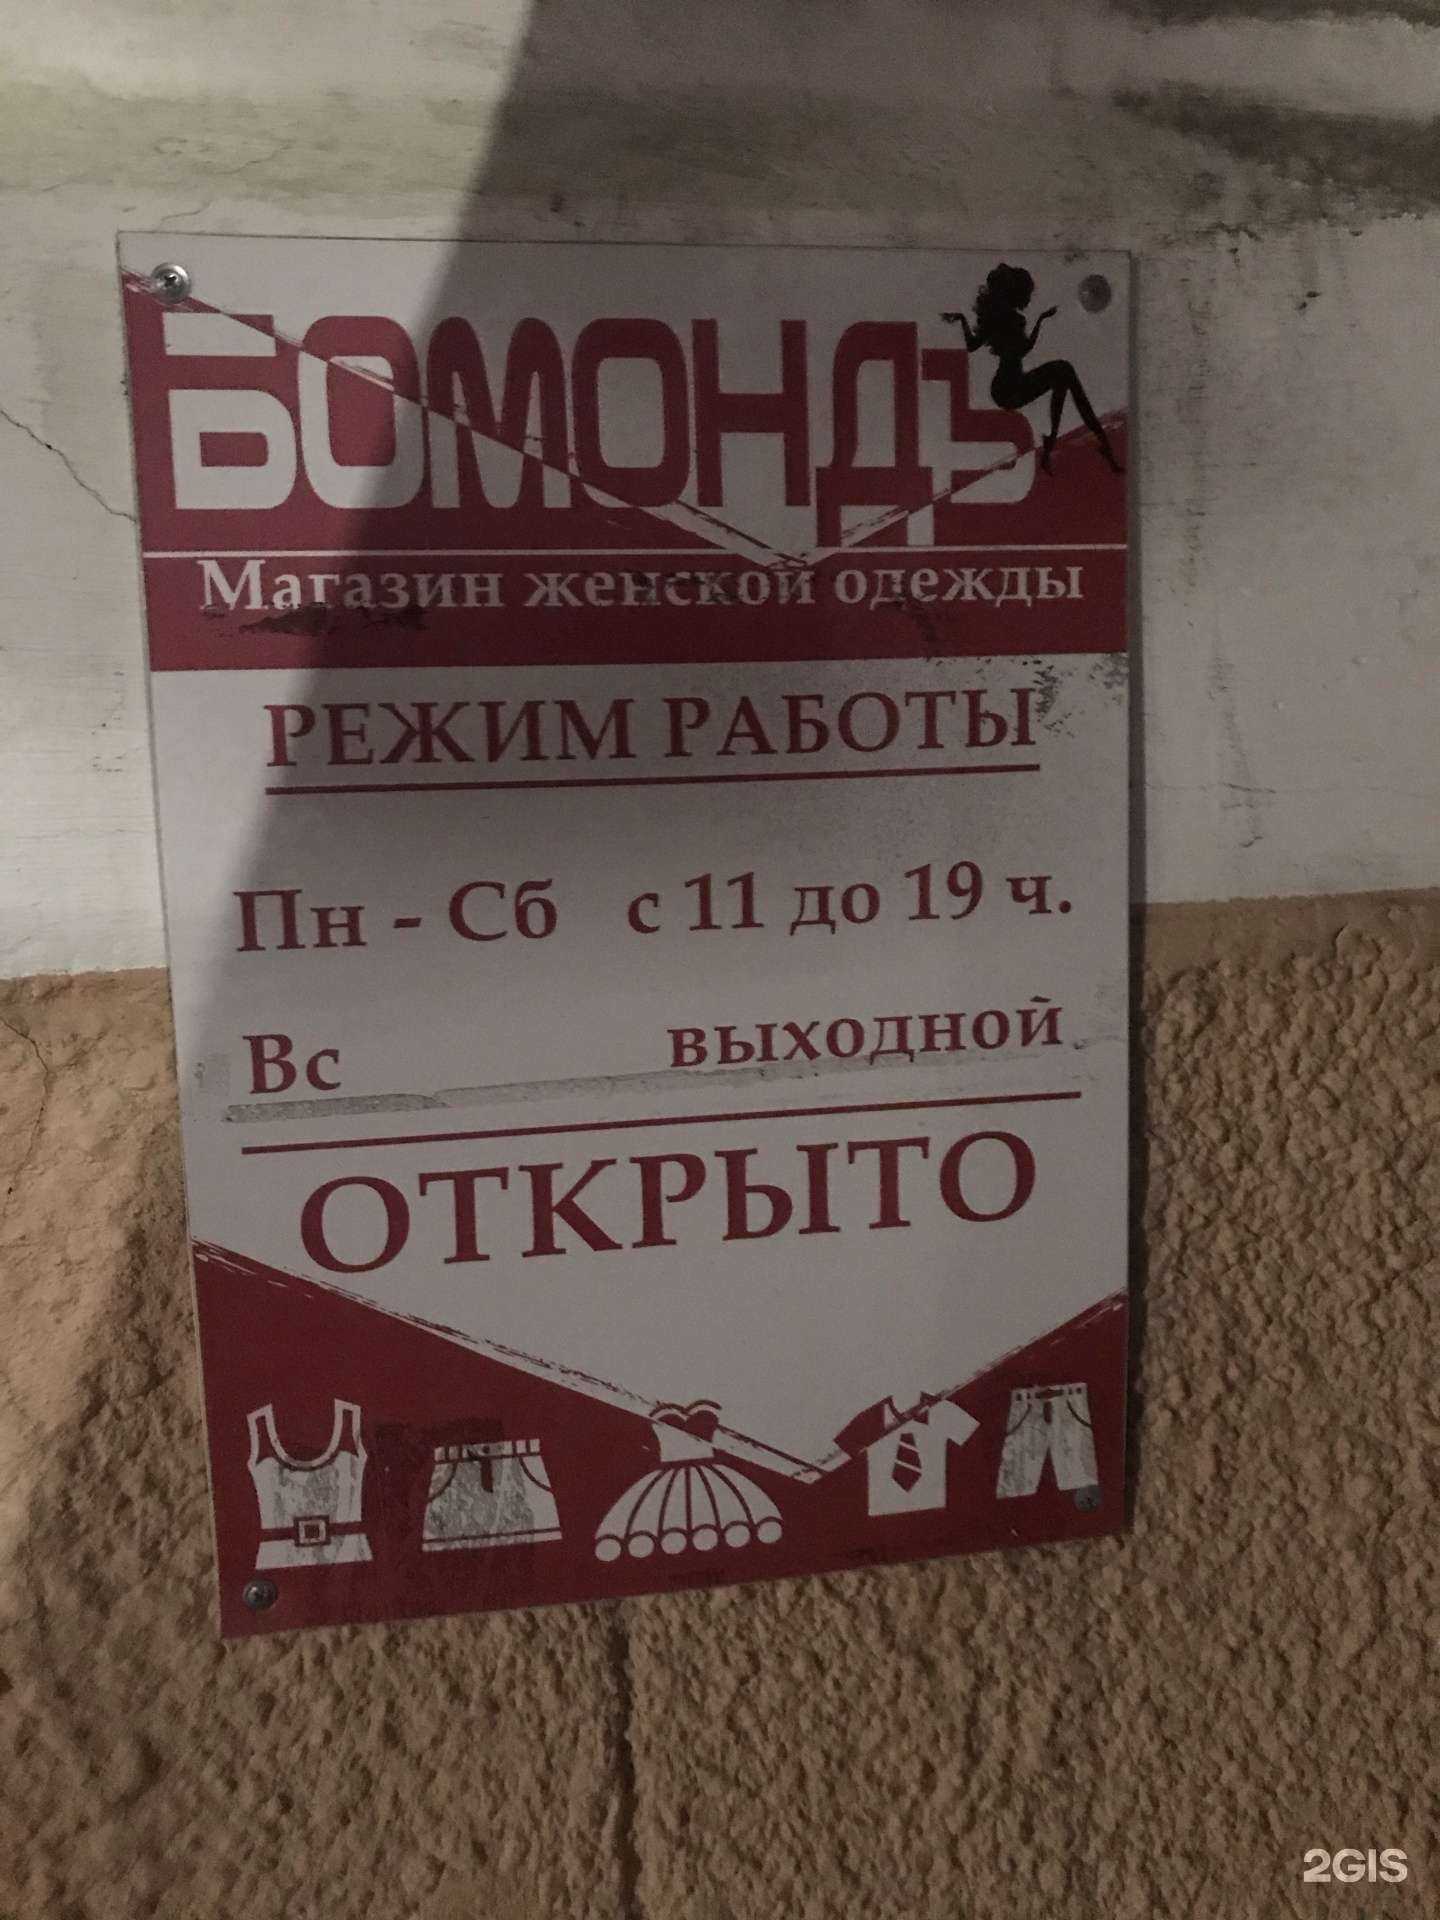 БОМОНДЪ
Магазин женской одежды
РЕЖИМ РАБОТЫ
Пн - Сб с 11 до 19 ч.
Вс выходной
ОТКРЫТО
2GIS